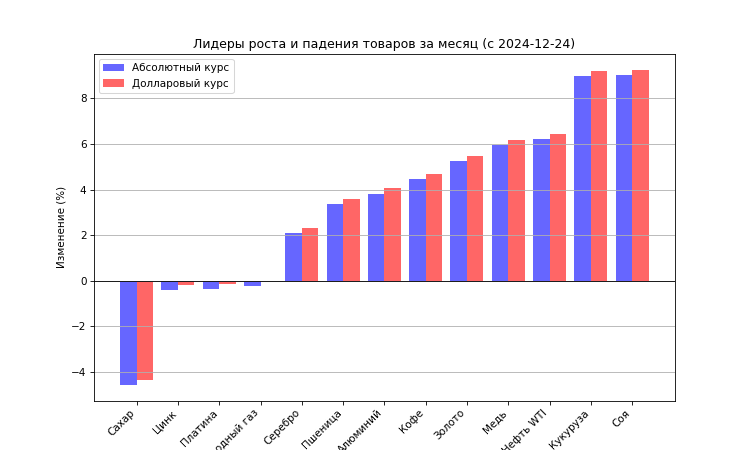 Лидеры роста и падения товаров за месяц (с 2024-12-24)
Абсолютный курс
Долларовый курс
Изменение (%)
8
6
4
2
0
−2
−4
Сахар
Цинк
Платина
газ
Серебро
Пшеница
Алюминий
Кофе
Золото
Медь
Нефть WTI
Кукуруза
Соя